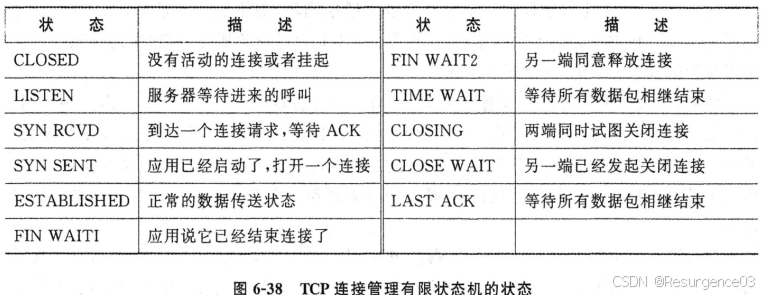 状 态 描 述 状 态 描 述
CLOSED 没有活动的连接或者挂起 FIN WAIT2 另一端同意释放连接
LISTEN 服务器等待进来的呼叫 TIME WAIT 等待所有数据包相继结束
SYN RCVD 到达一个连接请求,等待 ACK CLOSING 两端同时试图关闭连接
SYN SENT 应用已经启动了,打开一个连接 CLOSE WAIT 另一端已经发起关闭连接
ESTABLISHED 正常的数据传送状态 LAST ACK 等待所有数据包相继结束
FIN WAITI 应用说它已经结束连接了
图 6-38 TCP 连接管理有限状态机的状态
CSDN @Resurgence03